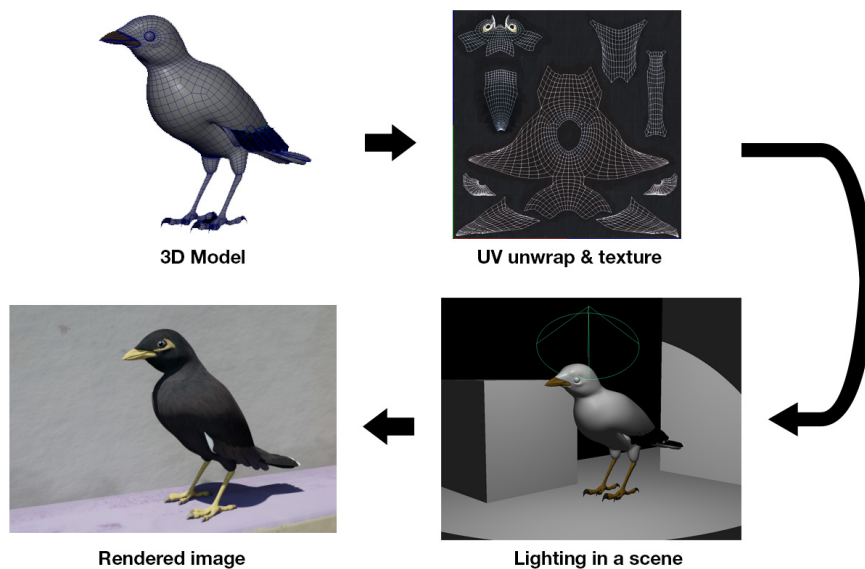 3D Model
UV unwrap & texture
Rendered image
Lighting in a scene